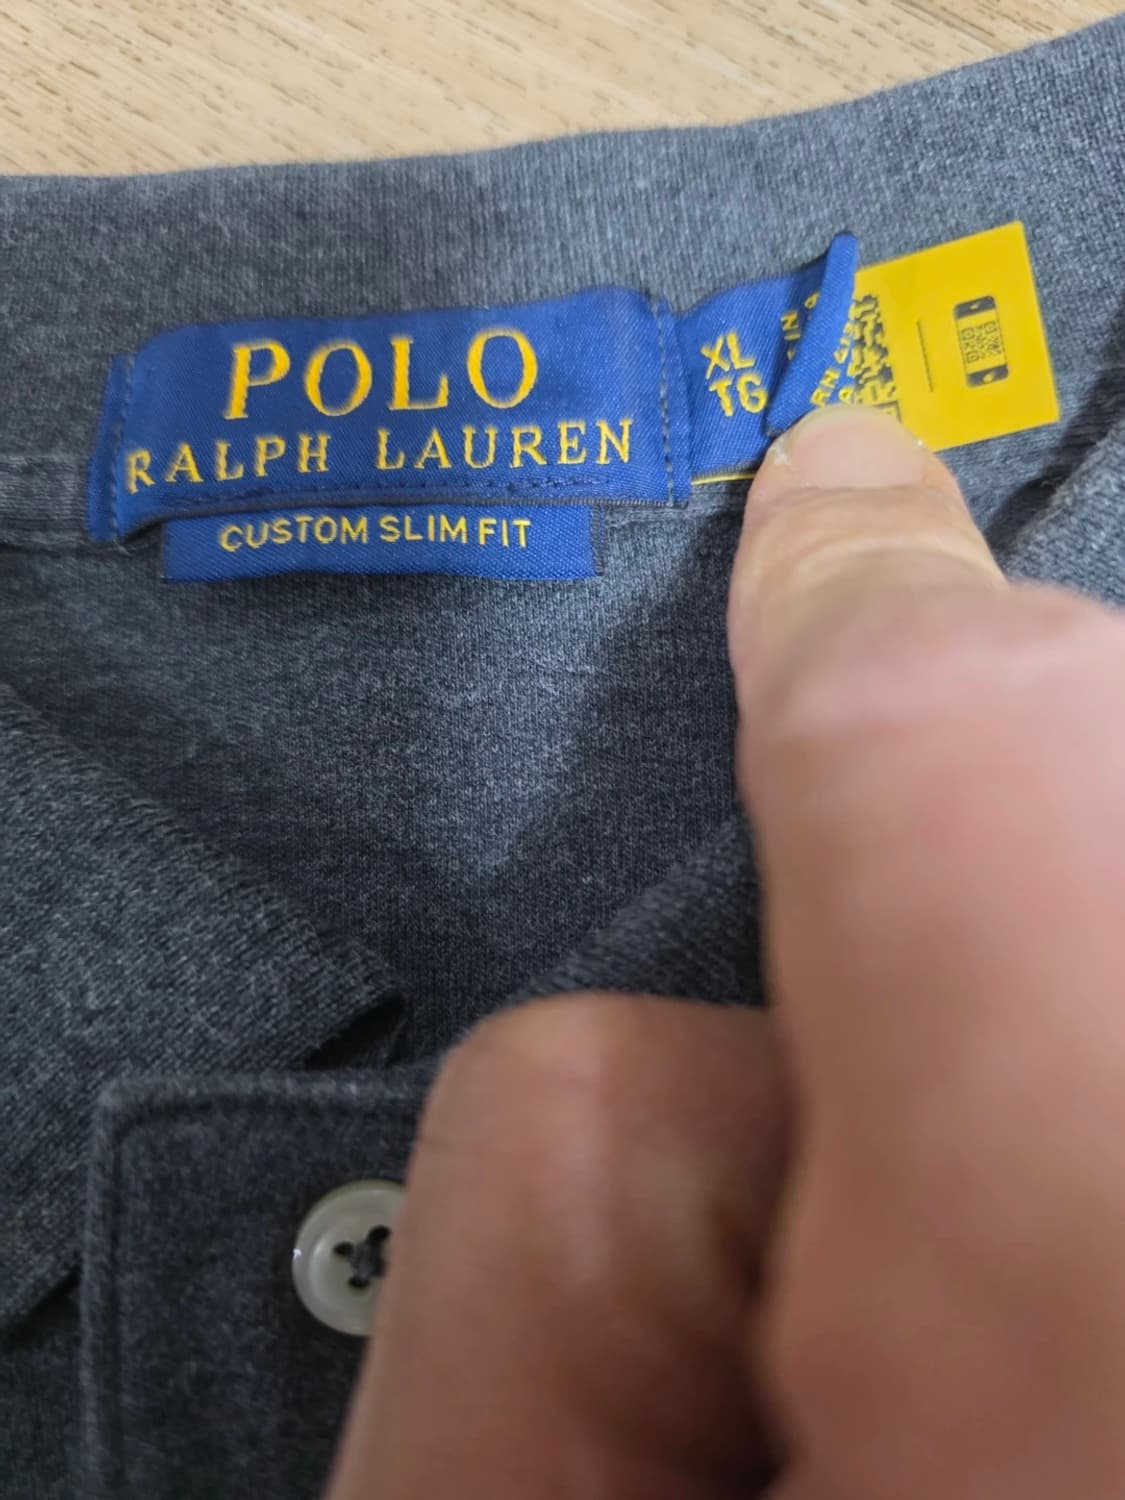 POLO
RALPH LAUREN
CUSTOM SLIM FIT
XL
TG